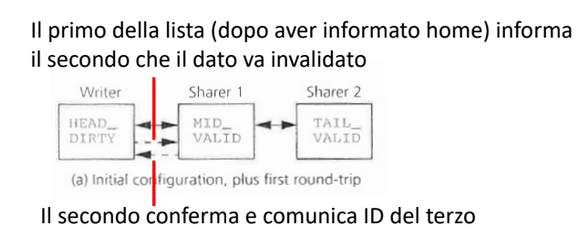 Il primo della lista (dopo aver informato home) informa
il secondo che il dato va invalidato
Writer Sharer 1 Sharer 2
HEAD_ MID_ TAIL_
DIRTY VALID VALID
(a) Initial configuration, plus first round-trip
Il secondo conferma e comunica ID del terzo